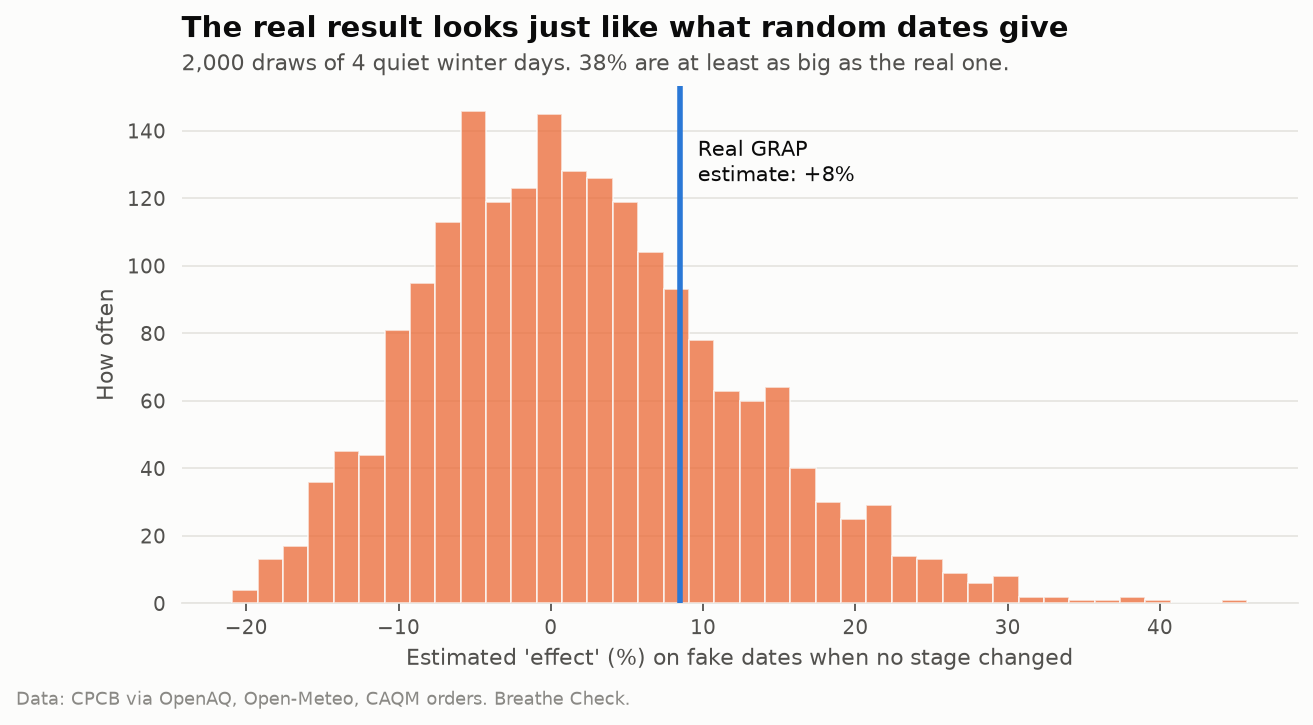 The real result looks just like what random dates give
2,000 draws of 4 quiet winter days. 38% are at least as big as the real one.
Real GRAP
estimate: +8%
How often
140
120
100
80
60
40
20
0
−20
−10
0
10
20
30
40
Estimated 'effect' (%) on fake dates when no stage changed
Data: CPCB via OpenAQ, Open-Meteo, CAQM orders. Breathe Check.